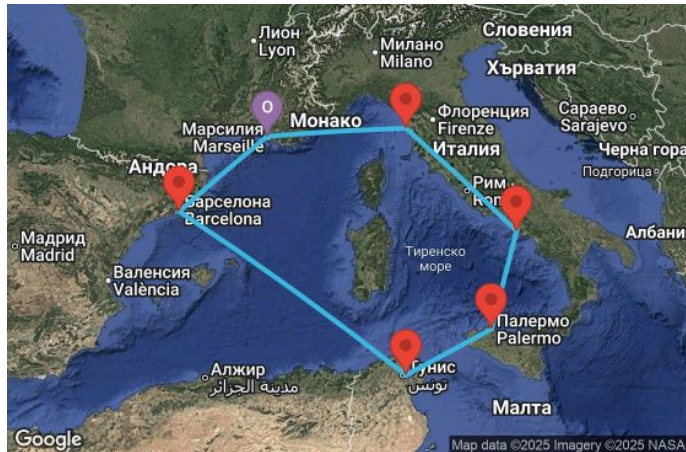 Словения
Лион
Lyon
Милано
Milano
Хърватия
O
Монако
Флоренция
Firenze
Сараево
Sarajevo
Марсилия
Marseille
Италия
Черна гора
Андора
Подгорица
Рим
Барселона
Barcelona
Мадрид
Madrid
Тиренско
море
Албани
Валенсия
València
Палермо
Palermo
Алжир
مدينة الجزائر
Тунис
تونس
Малта
Google
Map data ©2025 Imagery ©2025 NASA